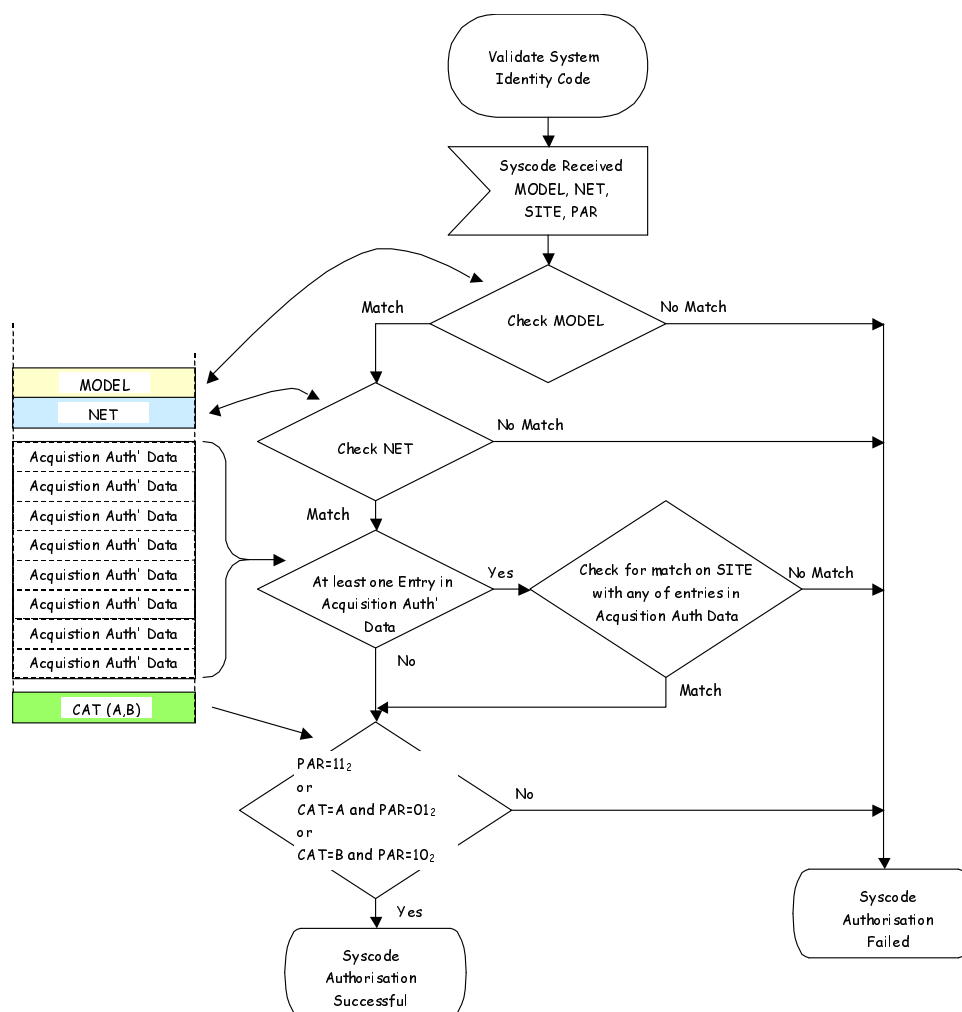 Validate System
Identity Code
Syscode Received
MODEL, NET,
SITE, PAR
Match
No Match
Check MODEL
MODEL
NET
No Match
Check NET
Acquistion Auth' Data
Acquistion Auth' Data
Acquistion Auth' Data
Acquistion Auth' Data
Acquistion Auth' Data
Acquistion Auth' Data
Acquistion Auth' Data
Acquistion Auth' Data
Match
At least one Entry in
Acquisition Auth'
Data
Yes
Check for match on SITE
with any of entries in
Acqusition Auth Data
No Match
No
Match
CAT (A,B)
PAR=11₂
or
CAT=A and PAR=01₂
or
CAT=B and PAR=10₂
No
Yes
Syscode
Authorisation
Failed
Syscode
Authorisation
Successful